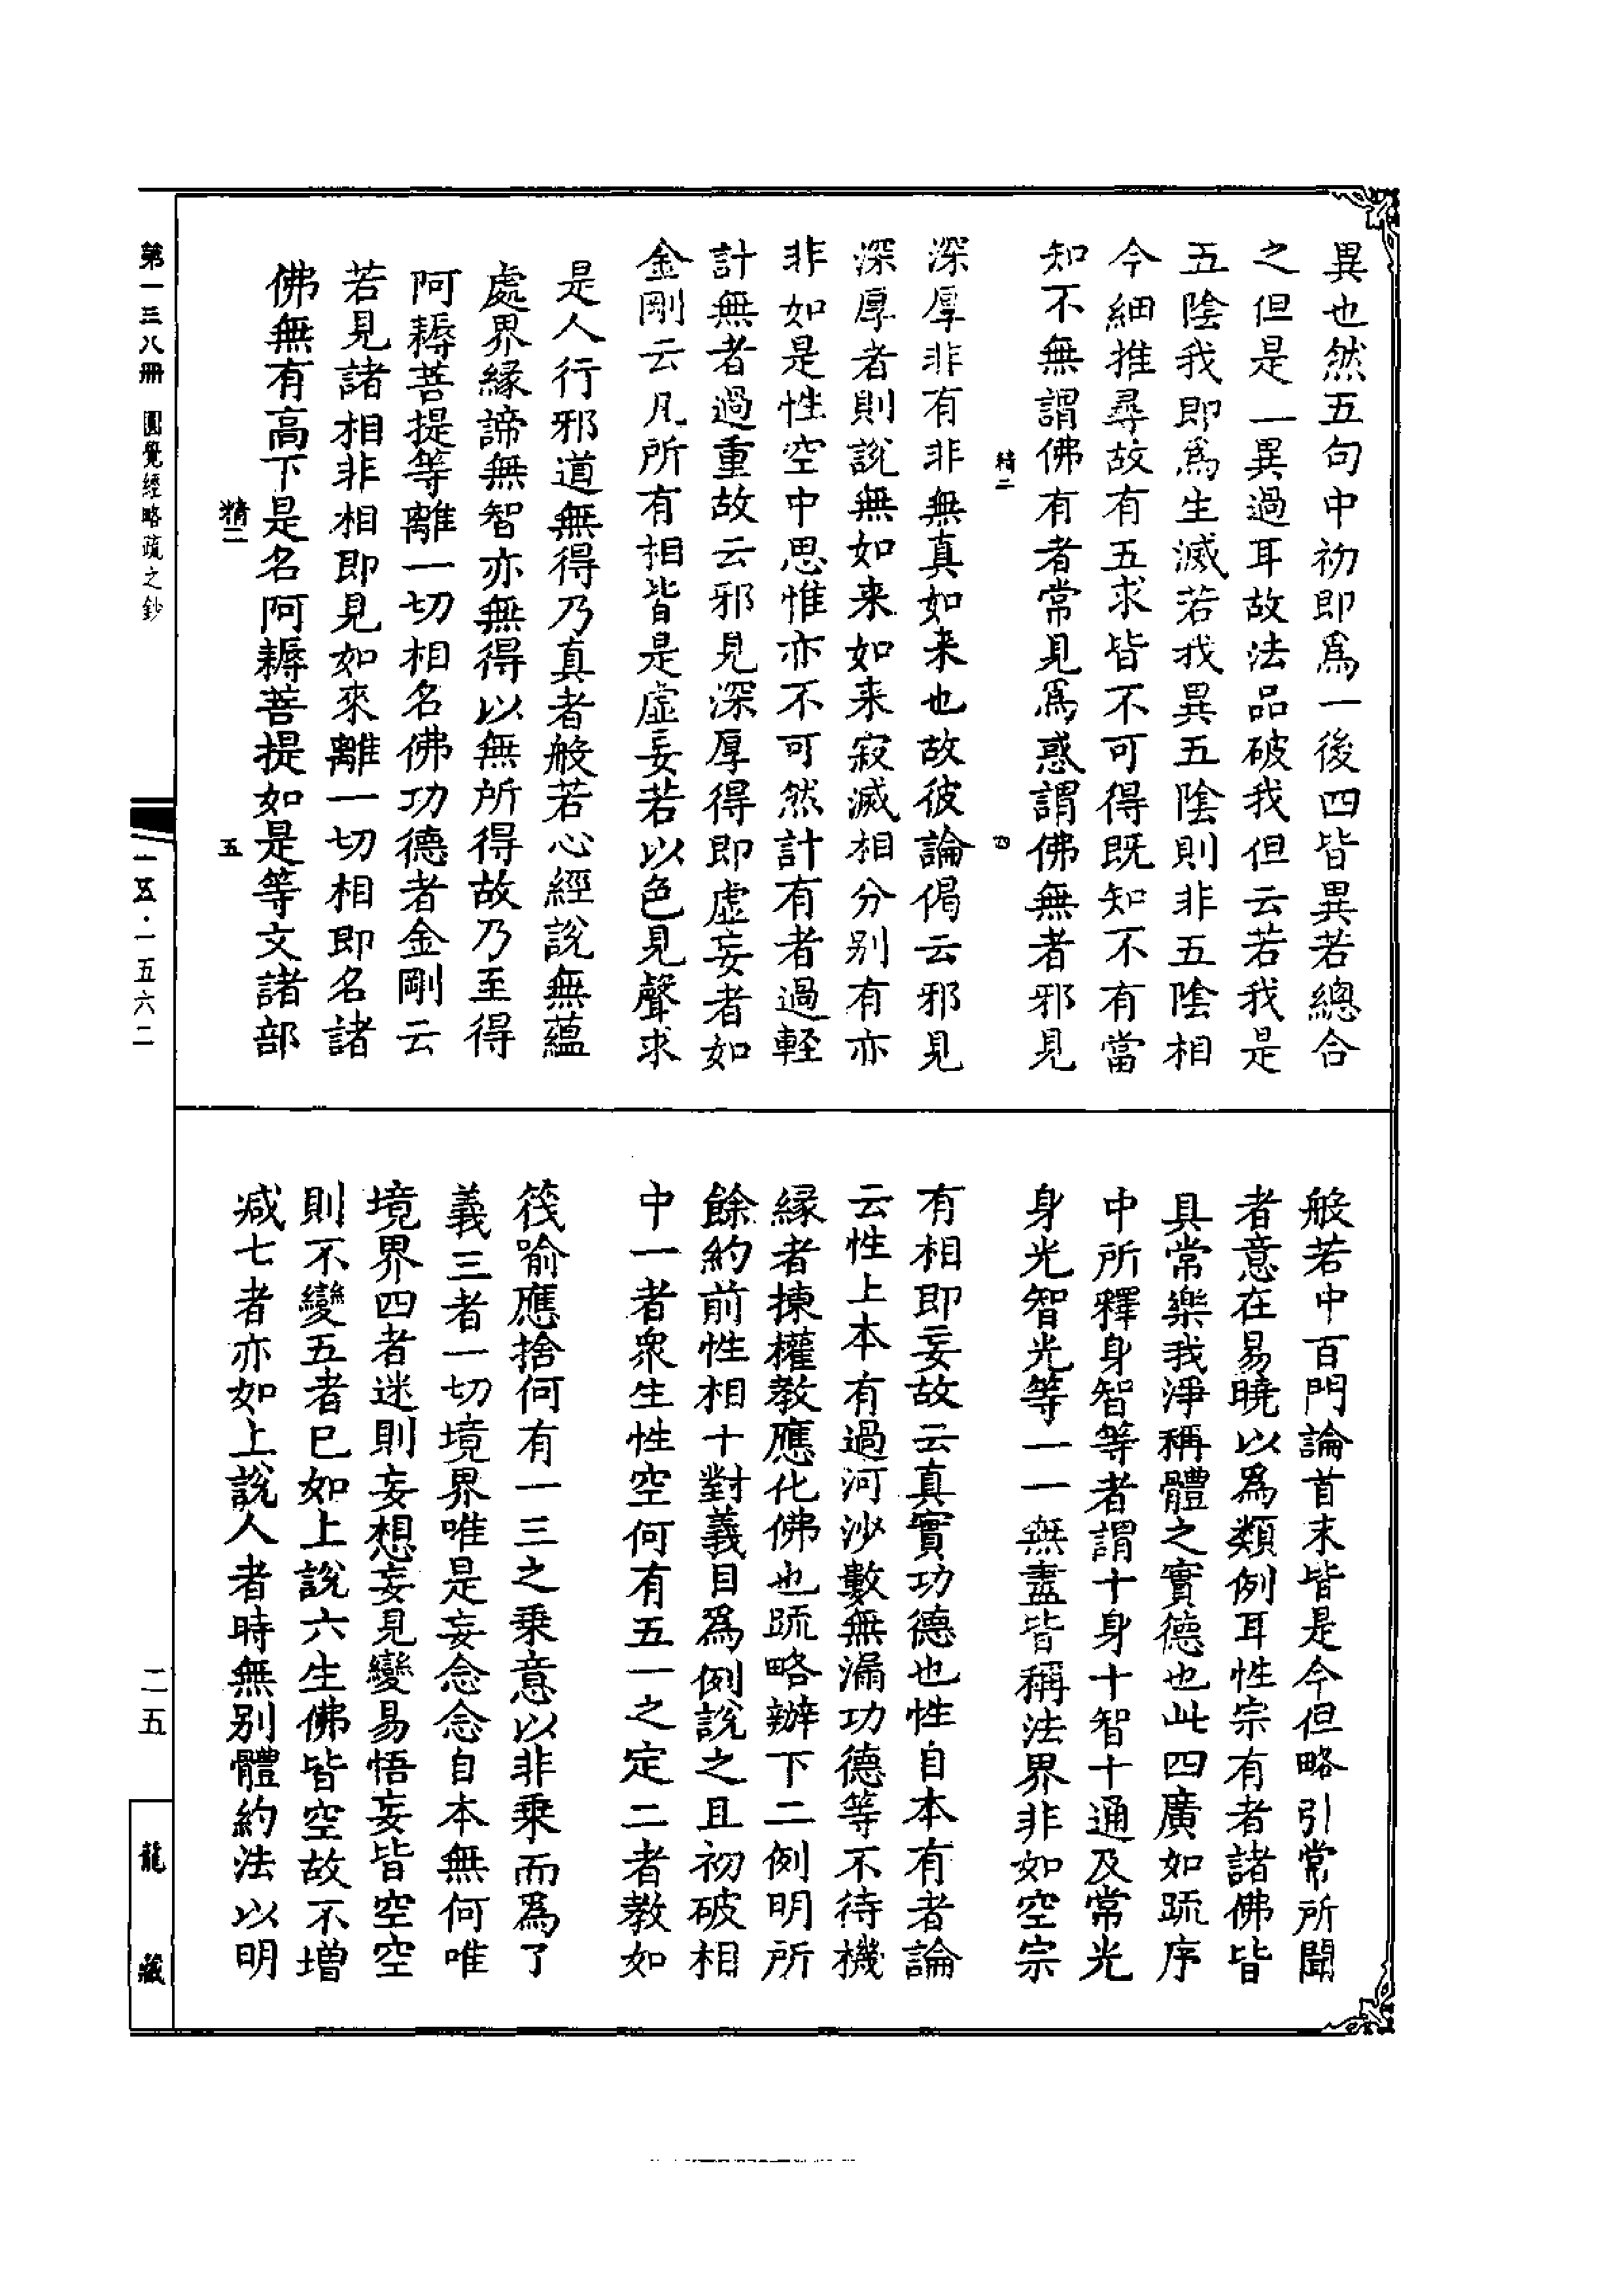 異也然五句中初即爲一後四皆異若總合
之但是一異過耳故法品破我但云若我是
五陰我即爲生滅若我異五陰則非五陰相
今細推尋故有五求皆不可得既知不有當
知不無謂佛有者常見爲惑謂佛無者邪見
精二
四
深厚非有非無真如来也故彼論偈云邪見
深厚者則說無如来如来寂滅相分別有亦
非如是性空中思惟亦不可然計有者過輕
計無者過重故云邪見深厚得即虛妄者如
金剛云凡所有相皆是虛妄若以色見聲求
是人行邪道無得乃真者般若心經說無蘊
處界緣諦無智亦無得以無所得故乃至得
阿耨菩提等離一切相名佛功德者金剛云
若見諸相非相即見如來離一切相即名諸
佛無有高下是名阿耨菩提如是等文諸部
精二
五
般若中百門論首末皆是今但略引常所聞
者意在易曉以爲類例耳性宗有者諸佛皆
具常樂我淨稱體之實德也此四廣如疏序
中所釋身智等者謂十身十智十通及常光
身光智光等一一無盡皆稱法界非如空宗
有相即妄故云真實功德也性自本有者論
云性上本有過河沙數無漏功德等不待機
緣者揀權教應化佛也疏略辦下二例明所
餘約前性相十對義目爲例說之且初破相
中一者衆生性空何有五一之定二者教如
筏喻應捨何有一三之乘意以非乘而爲了
義三者一切境界唯是妄念念自本無何唯
境界四者迷則妄想妄見變易悟妄皆空空
則不變五者已如上說六生佛皆空故不增
减七者亦如上說人者時無別體約法以明
第一三八冊 圓覺經略疏之鈔
一五·一五六二
二五
龍藏